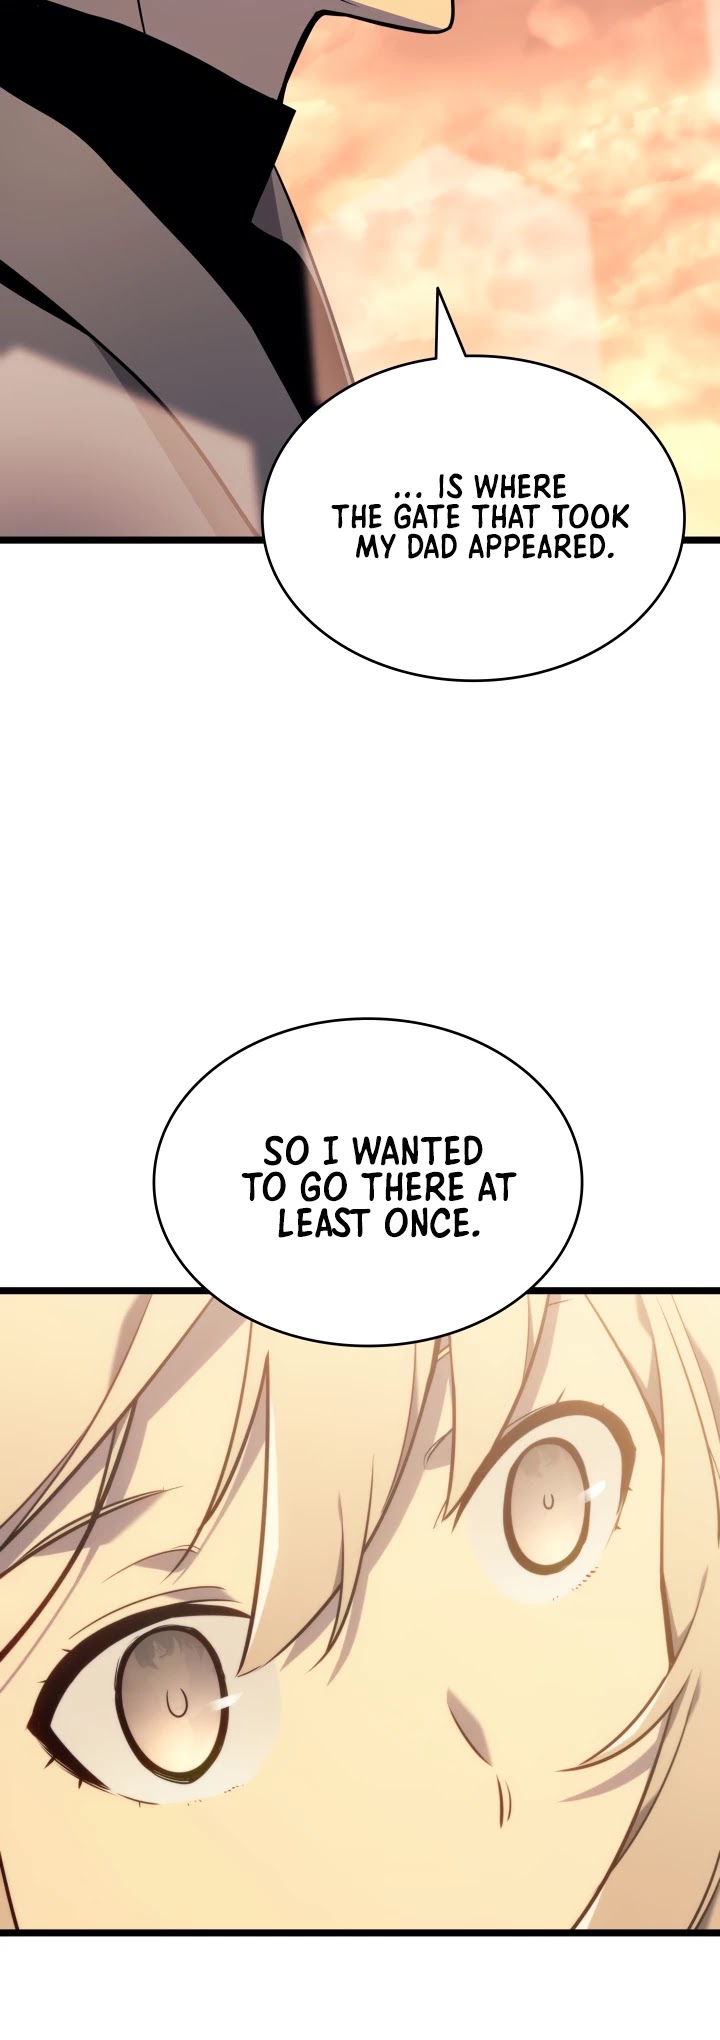 ... IS WHERE
THE GATE THAT TOOK
MY DAD APPEARED.
SO I WANTED
TO GO THERE AT
LEAST ONCE.